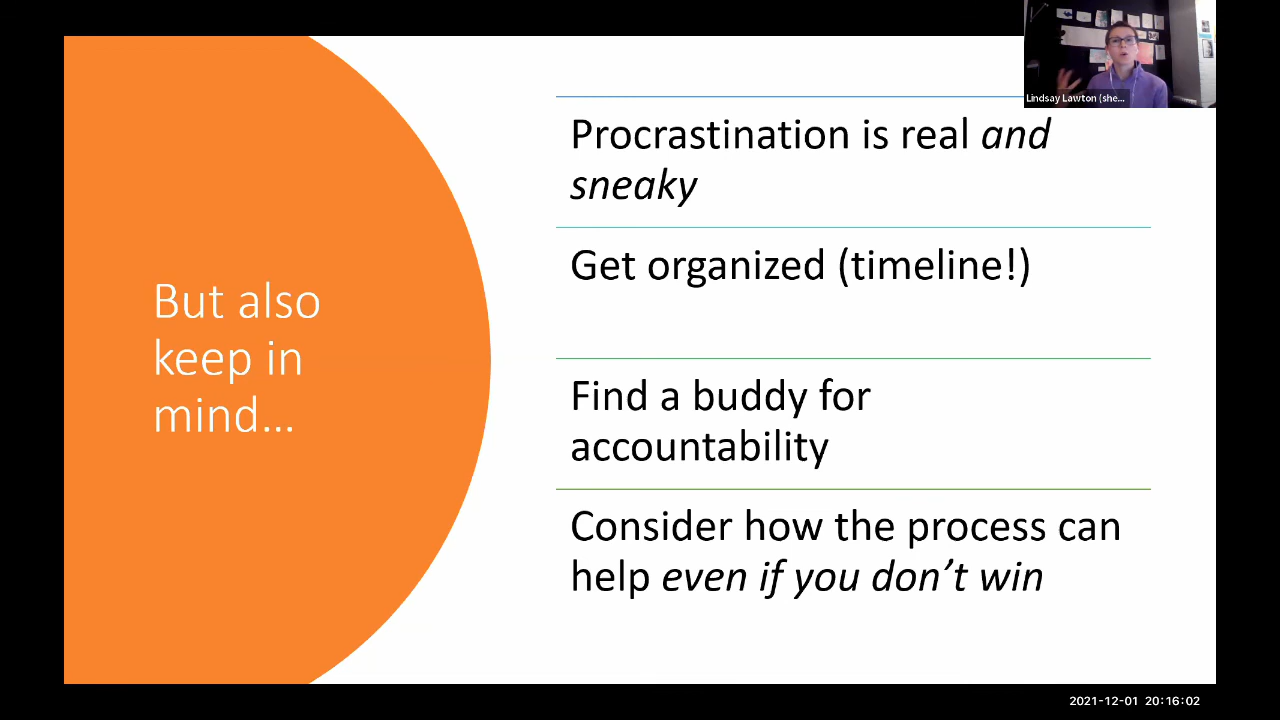 Lindsay Lawton (she...
Procrastination is real and
sneaky
Get organized (timeline!)
But also
keep in
mind...
Find a buddy for
accountability
Consider how the process can
help even if you don’t win
2021-12-01 20:16:02